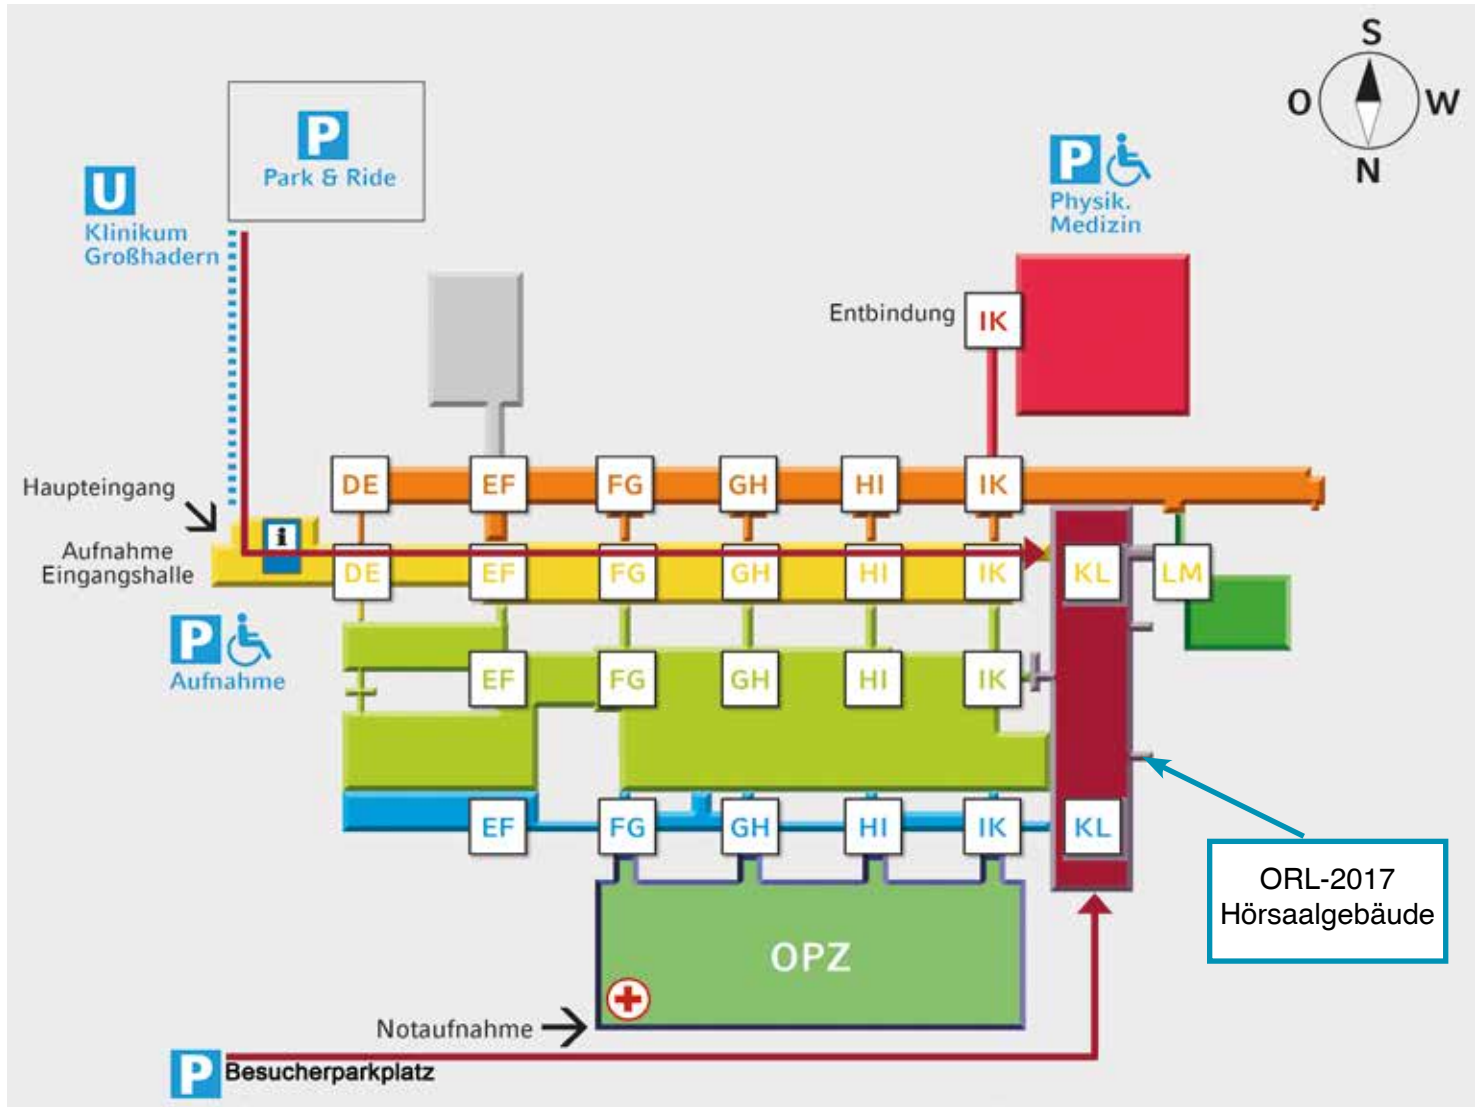 S
O
W
N
P
Park & Ride
U
Klinikum
Großhadern
P
Physik.
Medizin
Entbindung
IK
Haupteingang
DE EF FG GH HI IK
i
Aufnahme
Eingangshalle
DE EF FG GH HI IK KL LM
P
Aufnahme
EF FG GH HI IK
EF FG GH HI IK KL
ORL-2017
Hörsaalgebäude
OPZ
Notaufnahme
P
Besucherparkplatz